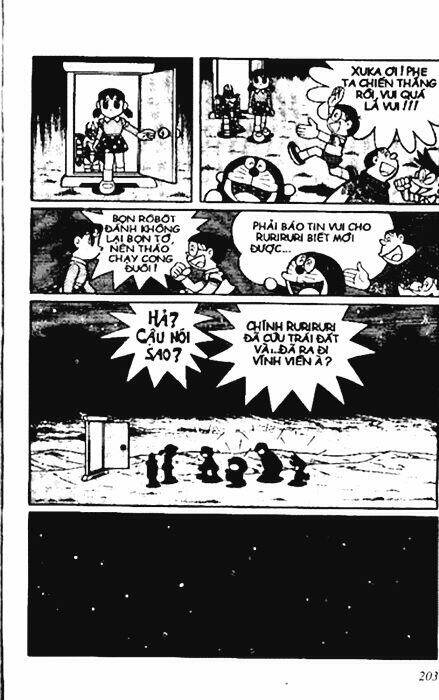 XUKA ƠI! PHE
TA CHIẾN THẮNG
RỒI, VUI QUÁ
LÀ VUI!!!
BỌN RÔBỐT
ĐÁNH KHÔNG
LẠI BỌN TỚ,
NÊN THÁO
CHẠY CONG
ĐUÔI!
PHẢI BÁO TIN VUI CHO
RURIRURI BIẾT MỚI
ĐƯỢC...
HẢ?
CẬU NÓI
SAO?
CHÍNH RURIRURI
ĐÃ CỨU TRÁI ĐẤT
VÀ...ĐÃ RA ĐI
VĨNH VIỄN À?
203